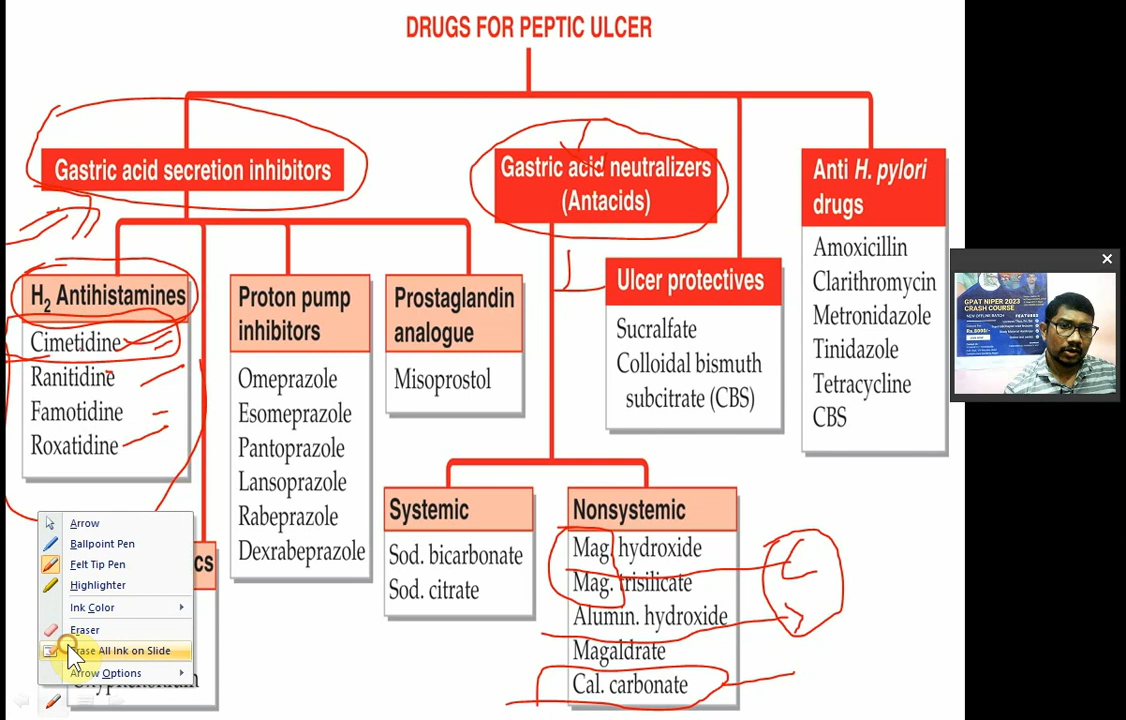 DRUGS FOR PEPTIC ULCER
Gastric acid secretion inhibitors
Gastric acid neutralizers
(Antacids)
Anti H. pylori
drugs
Amoxicillin
Clarithromycin
Metronidazole
Tinidazole
Tetracycline
CBS
H2 Antihistamines
Cimetidine
Ranitidine
Famotidine
Roxatidine
Proton pump
inhibitors
Omeprazole
Esomeprazole
Pantoprazole
Lansoprazole
Rabeprazole
Dexrabeprazole
Prostaglandin
analogue
Misoprostol
Ulcer protectives
Sucralfate
Colloidal bismuth
subcitrate (CBS)
Systemic
Sod. bicarbonate
Sod. citrate
Nonsystemic
Mag. hydroxide
Mag. trisilicate
Alumin. hydroxide
Magaldrate
Cal. carbonate
Arrow
Ballpoint Pen
Felt Tip Pen
Highlighter
Ink Color
Eraser
Erase All Ink on Slide
Arrow Options
cs
GPAT NIPER 2023
CRASH COURSE
FEATURES